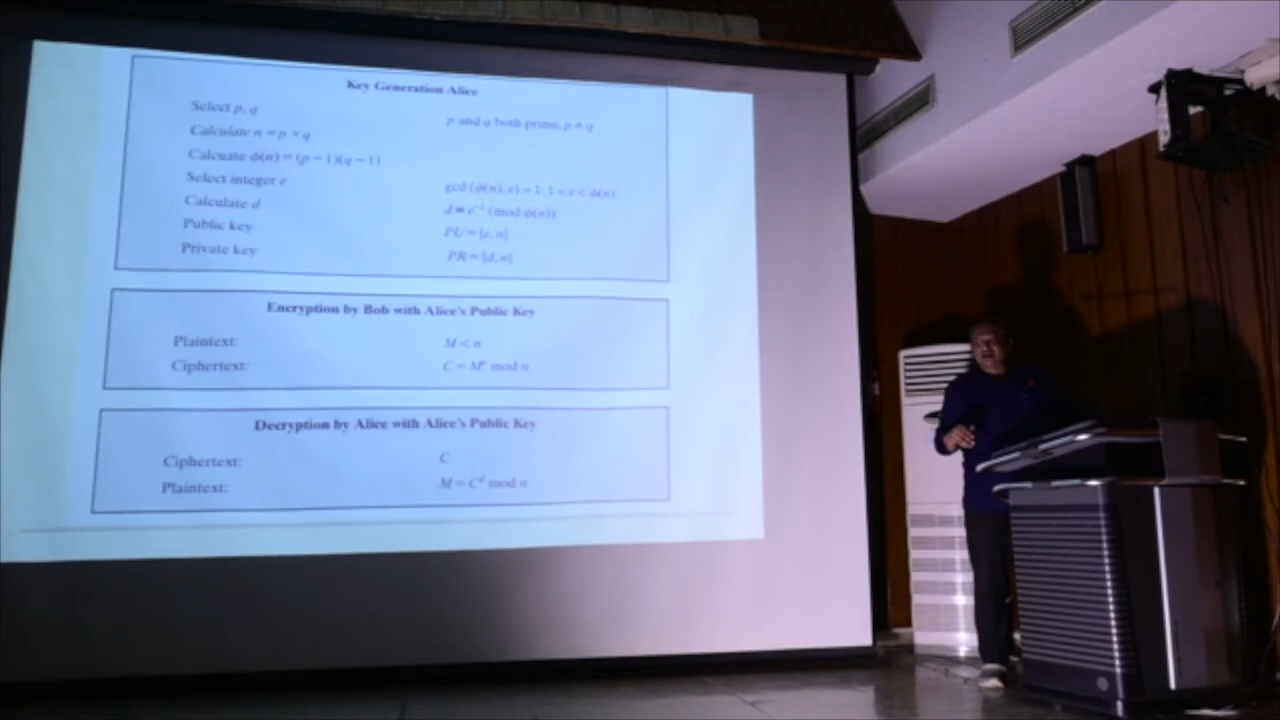 Key Generation Alice
Select p, q p and q both prime, p ≠ q
Calculate n = p × q
Calcuate ϕ(n) = (p − 1)(q − 1)
Select integer e gcd (ϕ(n), e) = 1; 1 < e < ϕ(n)
Calculate d d ≡ e⁻¹ (mod ϕ(n))
Public key PU = {e, n}
Private key PR = {d, n}
Encryption by Bob with Alice's Public Key
Plaintext: M < n
Ciphertext: C = Mᵉ mod n
Decryption by Alice with Alice's Public Key
Ciphertext: C
Plaintext: M = Cᵈ mod n